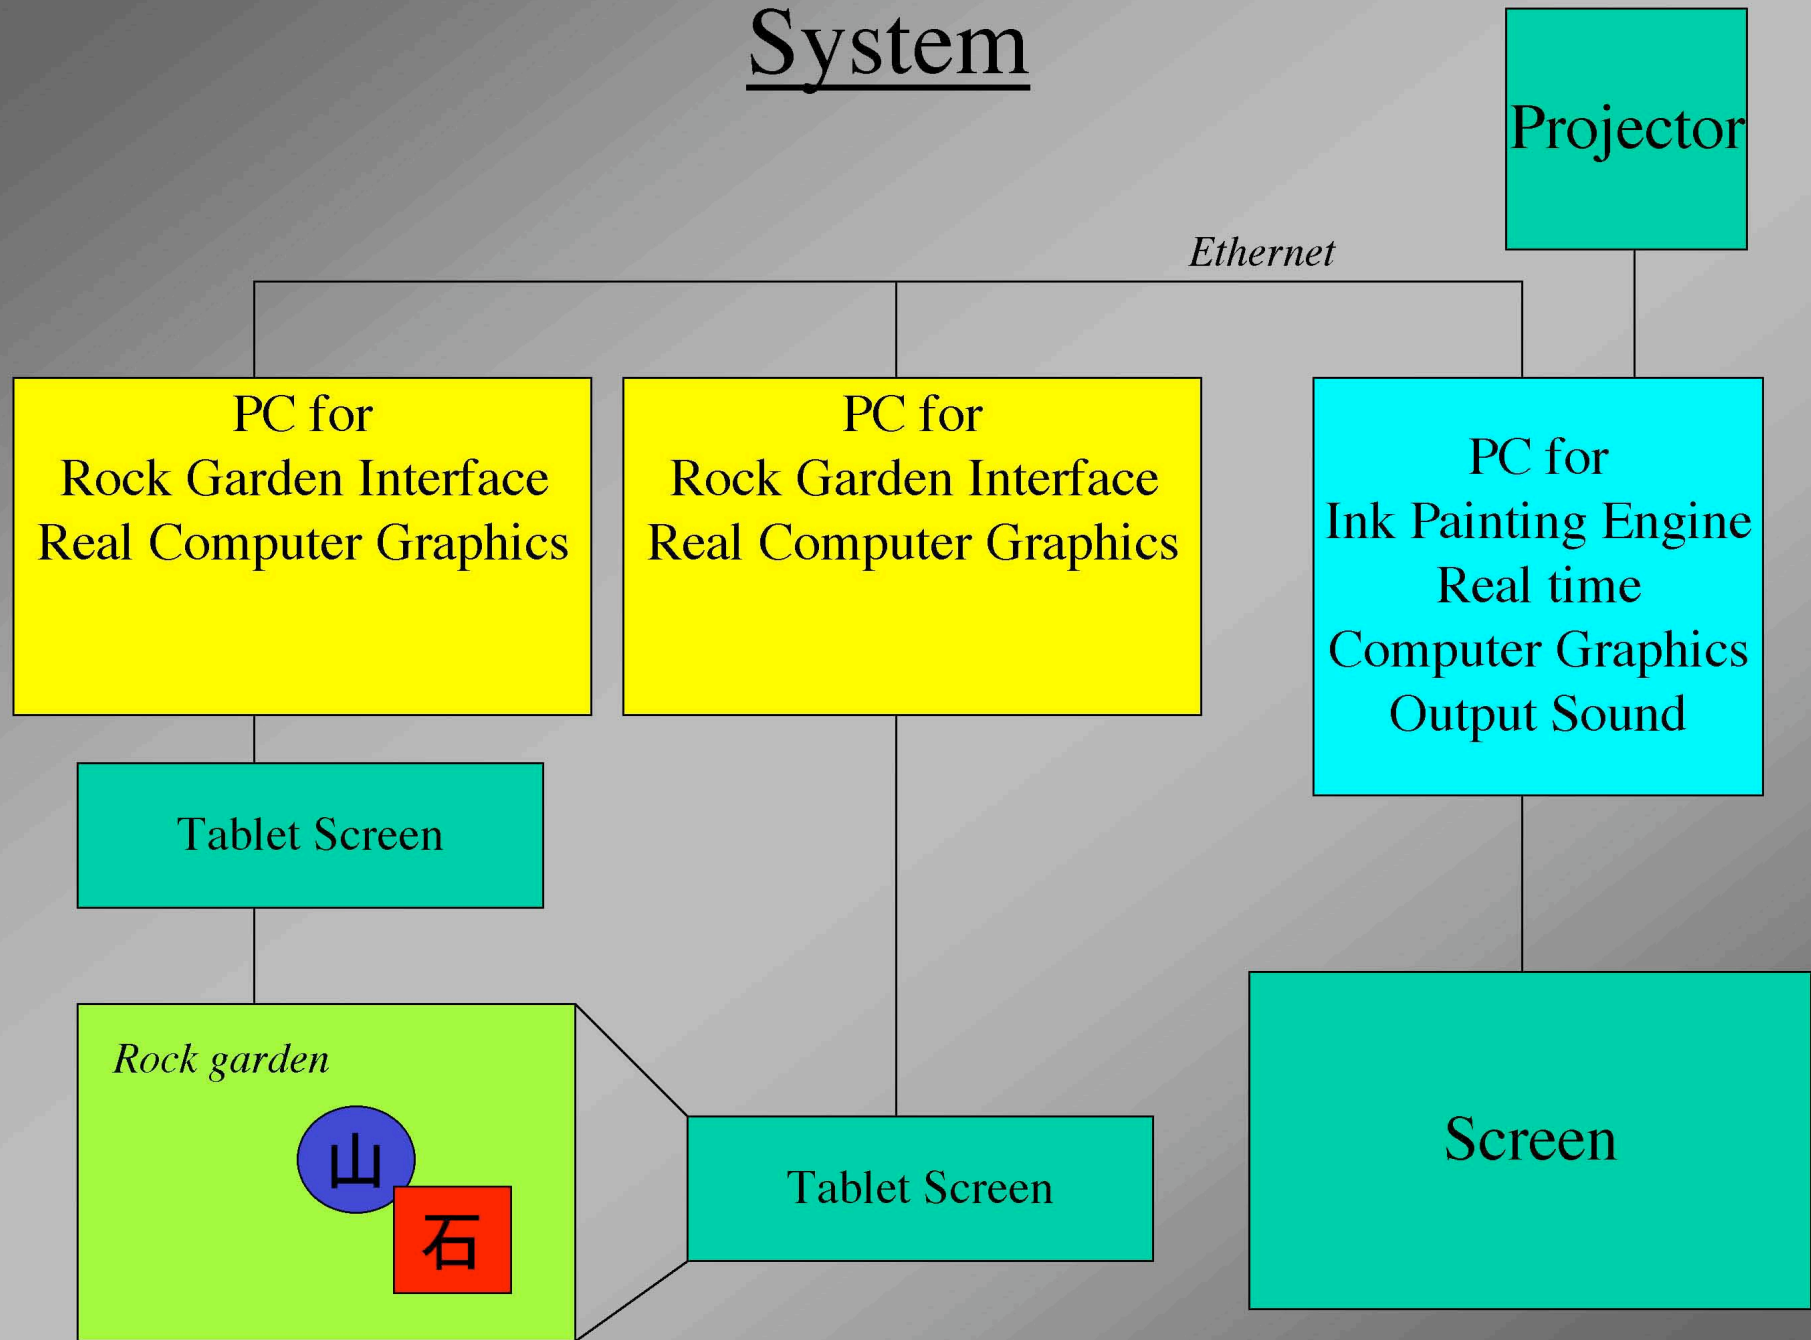 System
Projector
Ethernet
PC for
Rock Garden Interface
Real Computer Graphics
PC for
Rock Garden Interface
Real Computer Graphics
PC for
Ink Painting Engine
Real time
Computer Graphics
Output Sound
Tablet Screen
Rock garden
山
石
Tablet Screen
Screen